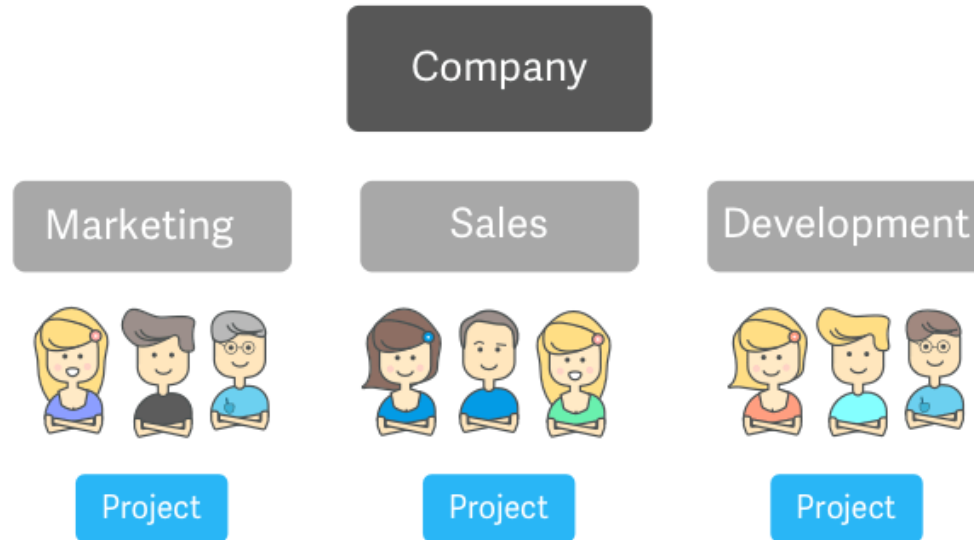 Company
Marketing
Sales
Development
Project
Project
Project